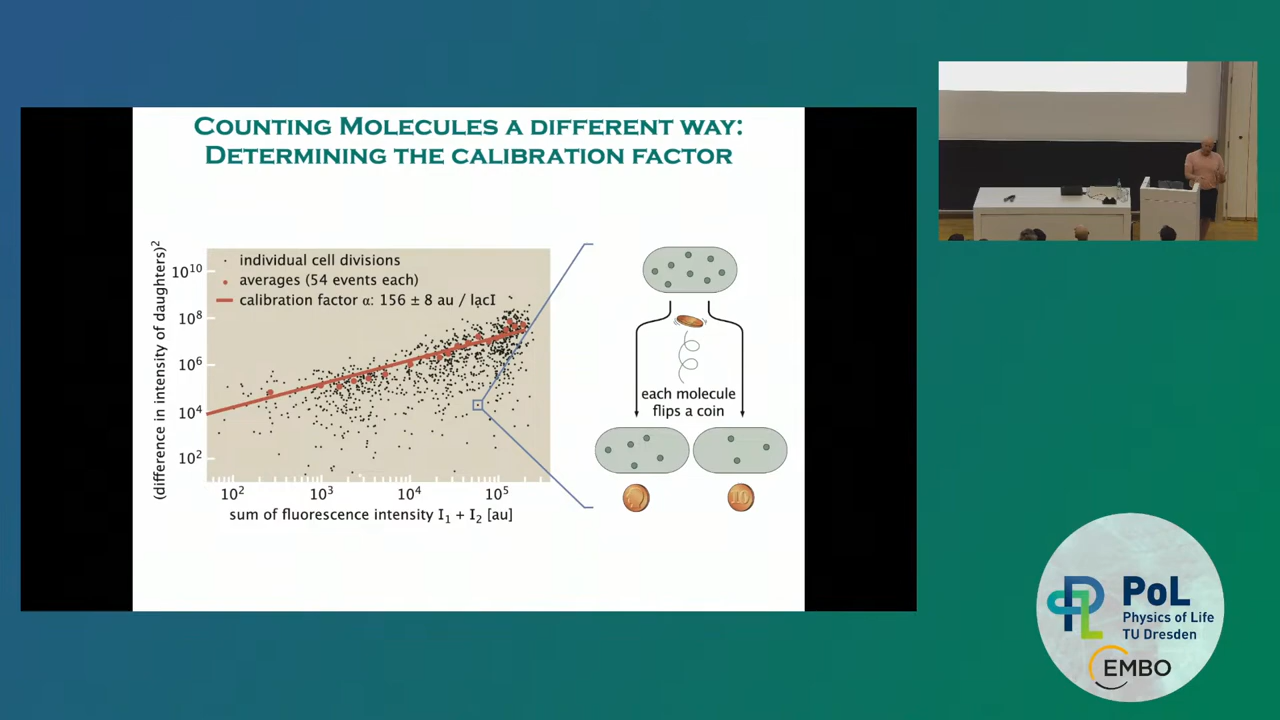 COUNTING MOLECULES A DIFFERENT WAY:
DETERMINING THE CALIBRATION FACTOR
(difference in intensity of daughters)²
10¹⁰
10⁸
10⁶
10⁴
10²
individual cell divisions
averages (54 events each)
calibration factor α: 156 ± 8 au / lacI
10²
10³
10⁴
10⁵
sum of fluorescence intensity I₁ + I₂ [au]
each molecule
flips a coin
PoL
Physics of Life
TU Dresden
EMBO